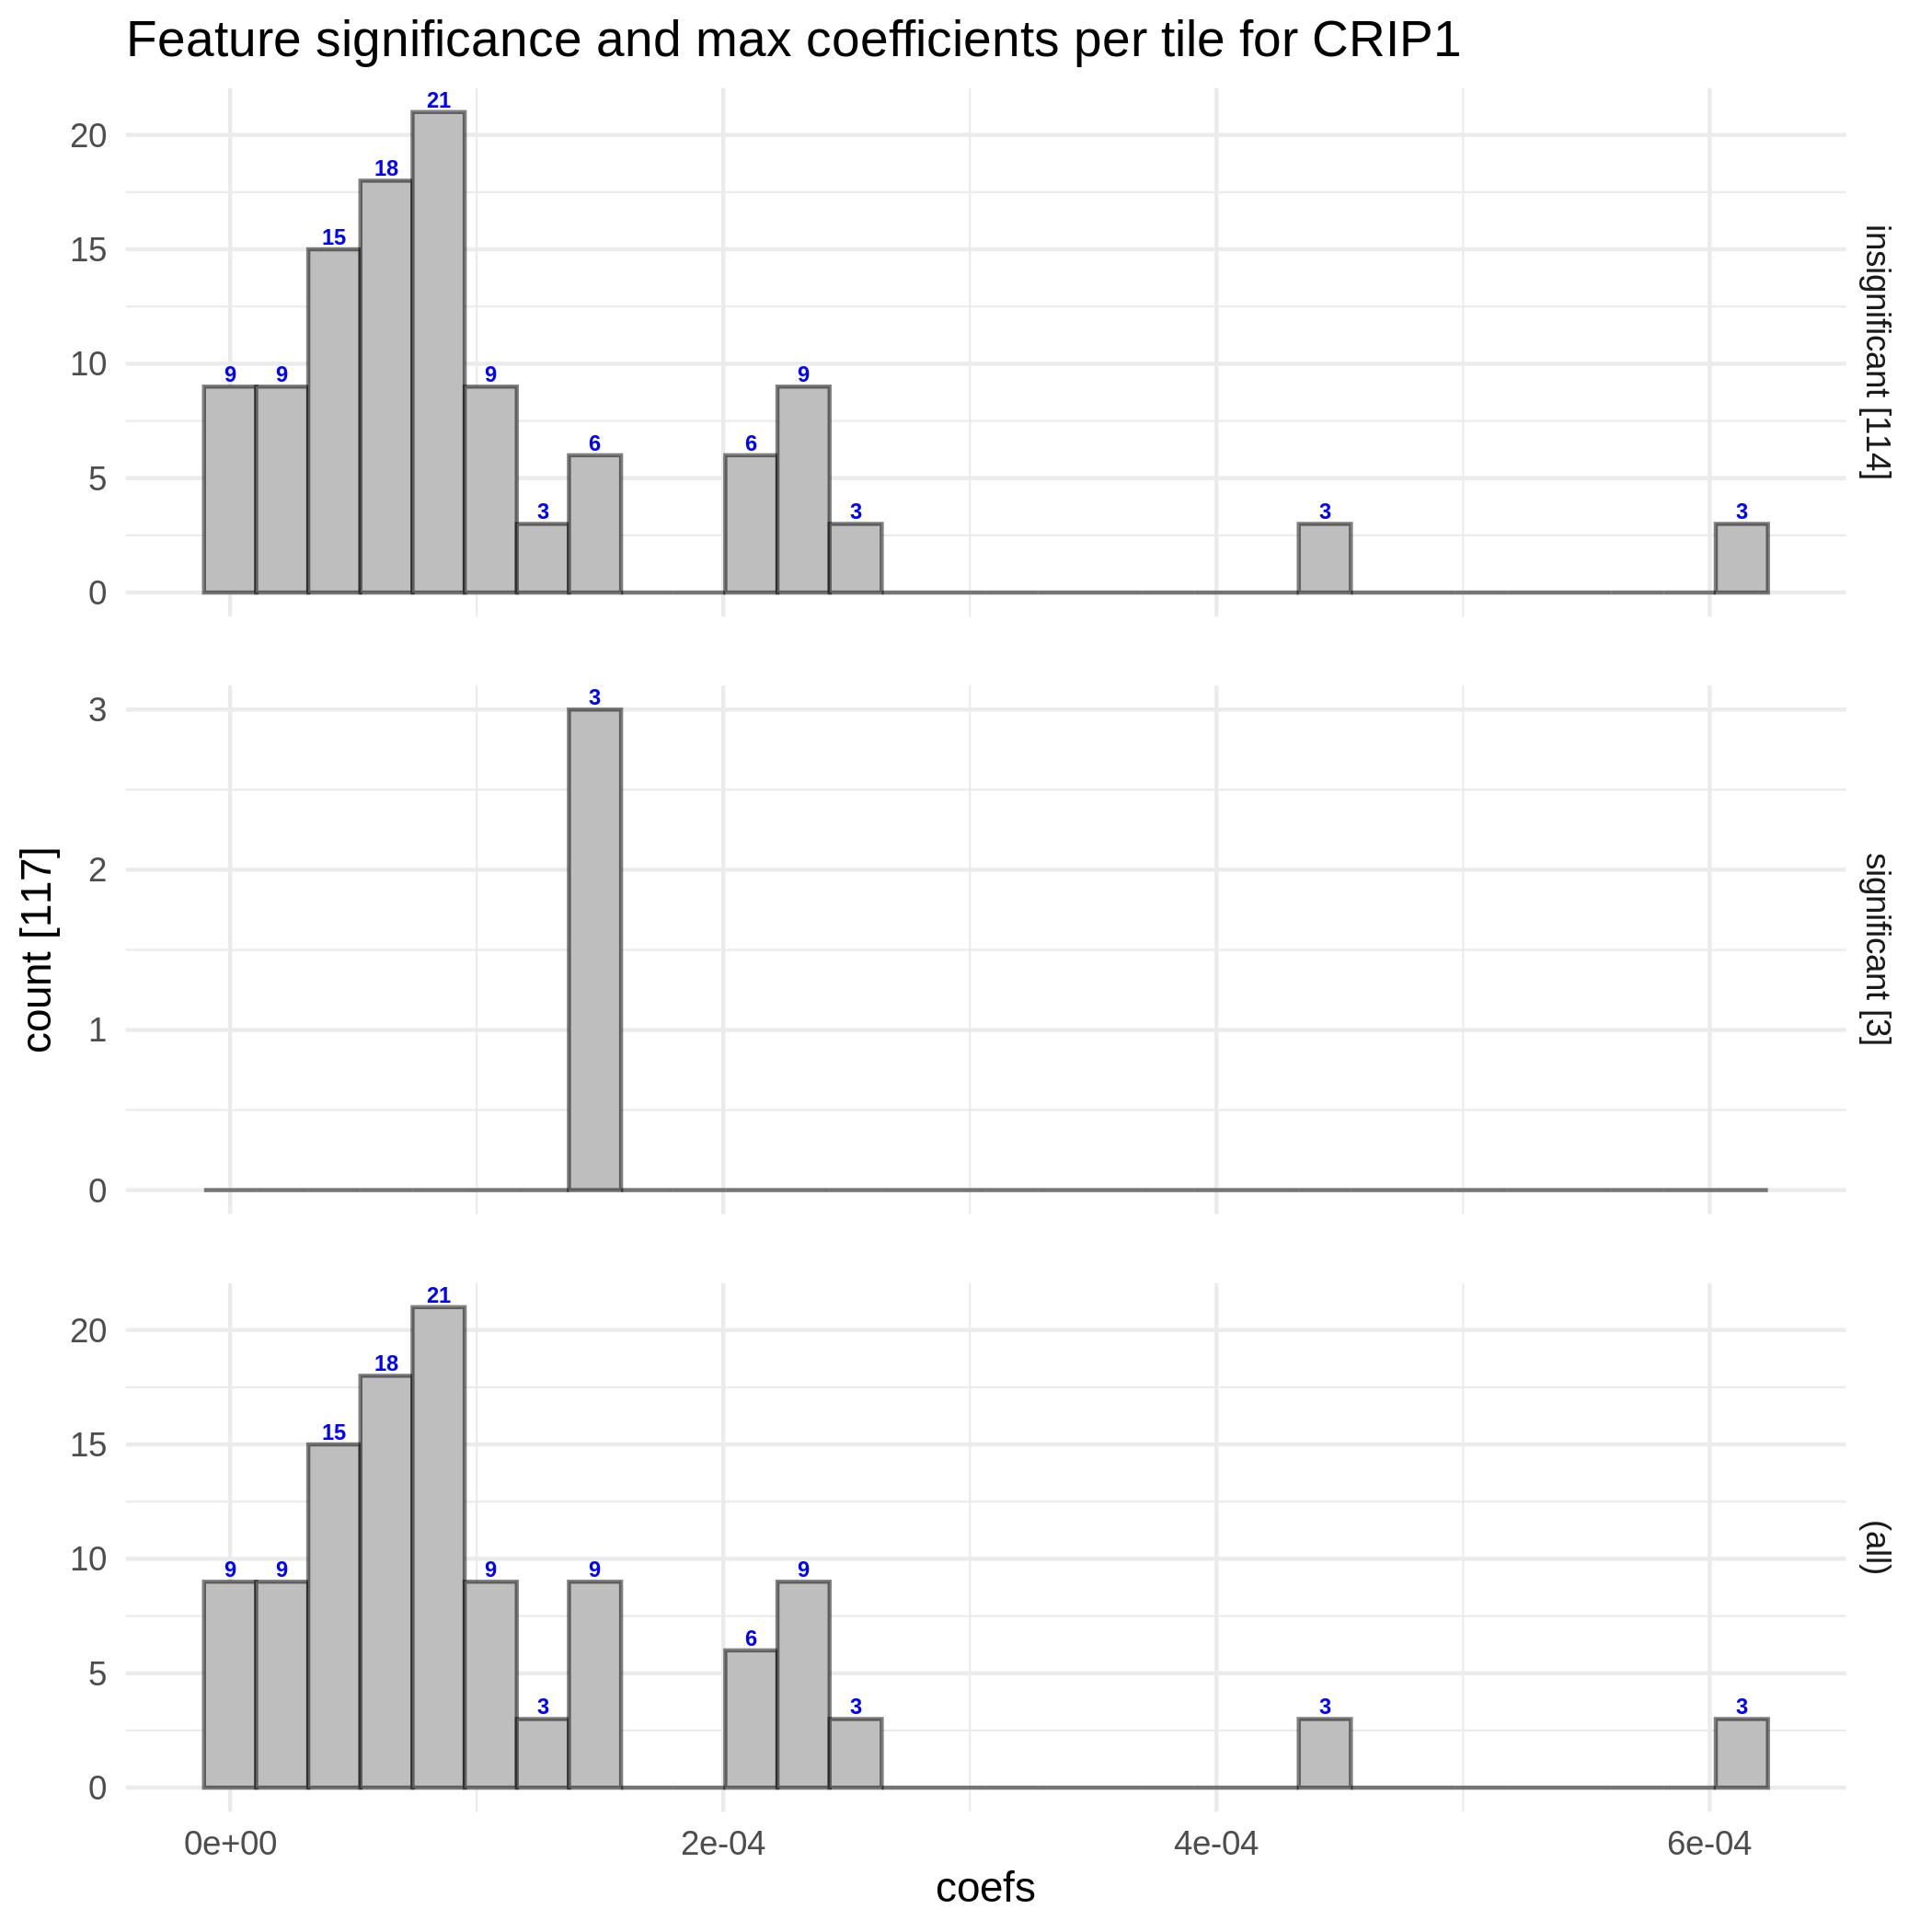 Feature significance and max coefficients per tile for CRIP1
20
15
10
5
0
9 9 15 18 21 9 3 6 6 9 3 3 3
insignificant [114]
count [117]
3
2
1
0
3
significant [3]
20
15
10
5
0
9 9 15 18 21 9 3 9 6 9 3 3 3
(all)
0e+00 2e-04 4e-04 6e-04
coefs